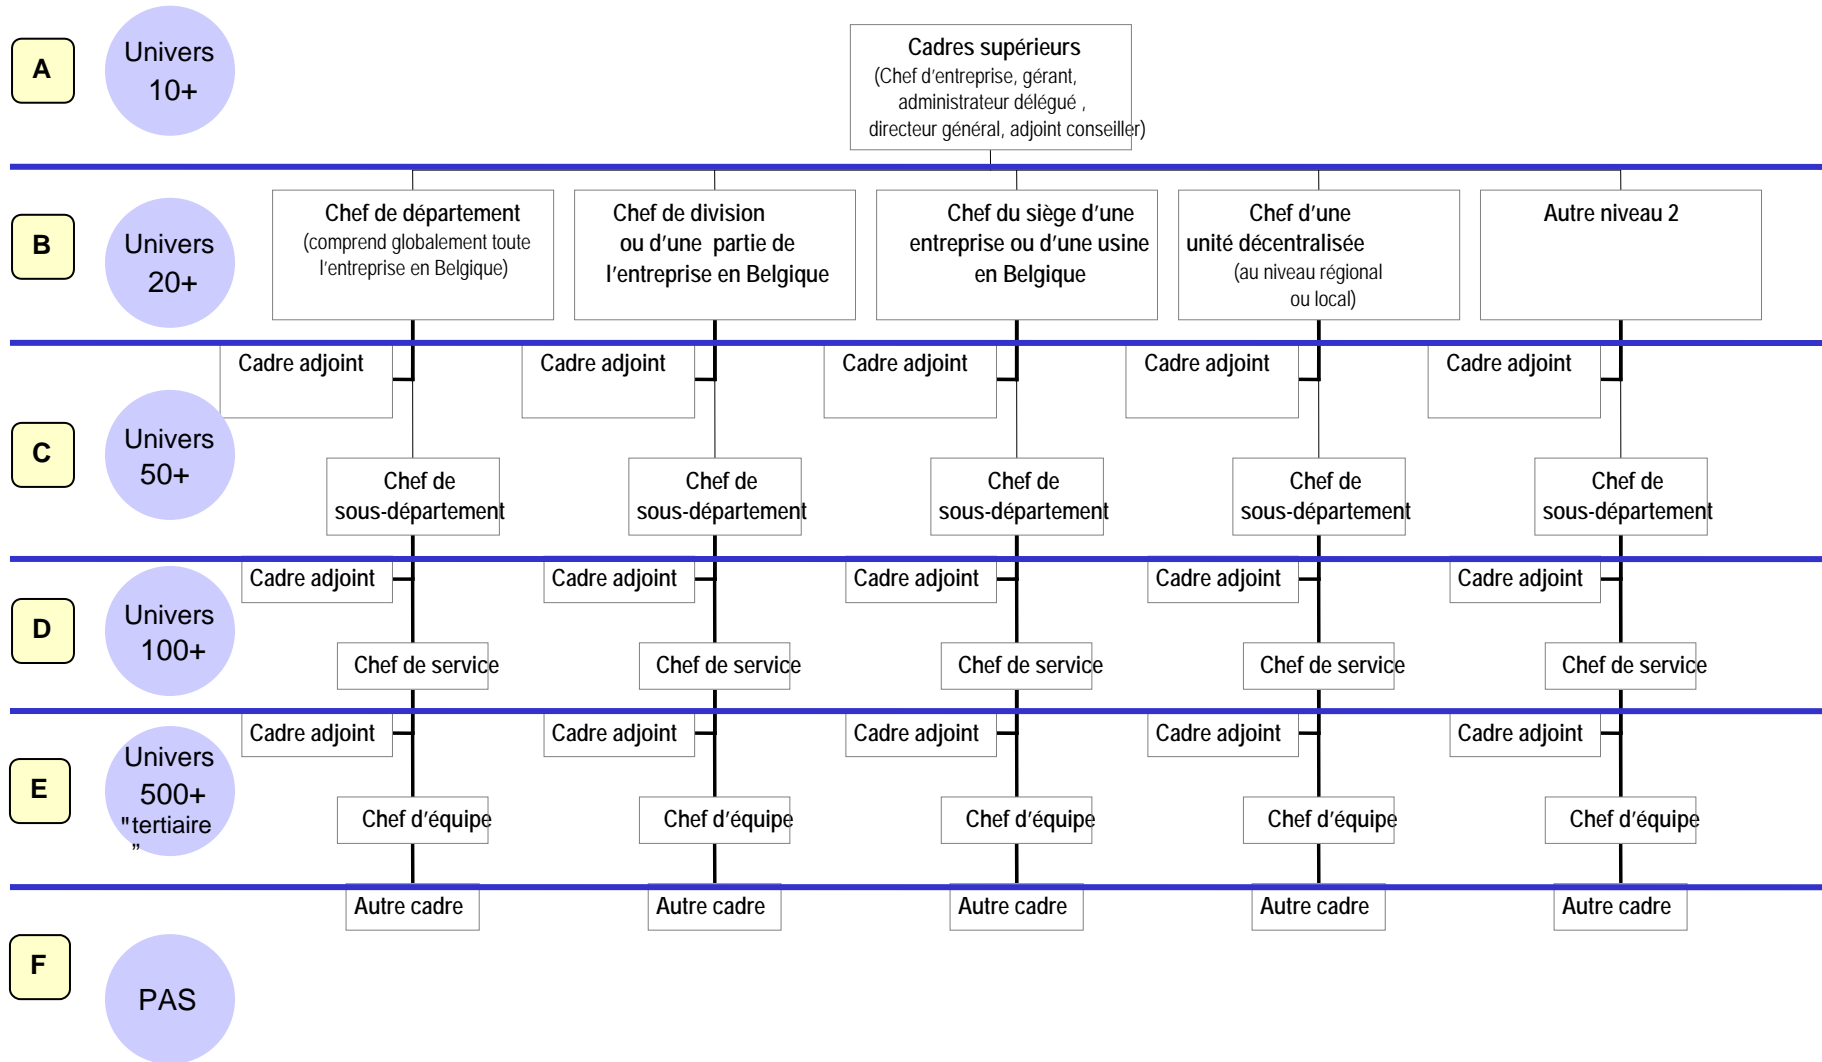 A
Univers
10+
Cadres supérieurs
(Chef d'entreprise, gérant,
administrateur délégué ,
directeur général, adjoint conseiller)
B
Univers
20+
Chef de département
(comprend globalement toute
l'entreprise en Belgique)
Chef de division
ou d'une partie de
l'entreprise en Belgique
Chef du siège d'une
entreprise ou d'une usine
en Belgique
Chef d'une
unité décentralisée
(au niveau régional
ou local)
Autre niveau 2
C
Univers
50+
Cadre adjoint
Cadre adjoint
Cadre adjoint
Cadre adjoint
Cadre adjoint
Chef de
sous-département
Chef de
sous-département
Chef de
sous-département
Chef de
sous-département
Chef de
sous-département
D
Univers
100+
Cadre adjoint
Cadre adjoint
Cadre adjoint
Cadre adjoint
Cadre adjoint
Chef de service
Chef de service
Chef de service
Chef de service
Chef de service
E
Univers
500+
"tertiaire
”
Cadre adjoint
Cadre adjoint
Cadre adjoint
Cadre adjoint
Cadre adjoint
Chef d'équipe
Chef d'équipe
Chef d'équipe
Chef d'équipe
Chef d'équipe
F
PAS
Autre cadre
Autre cadre
Autre cadre
Autre cadre
Autre cadre